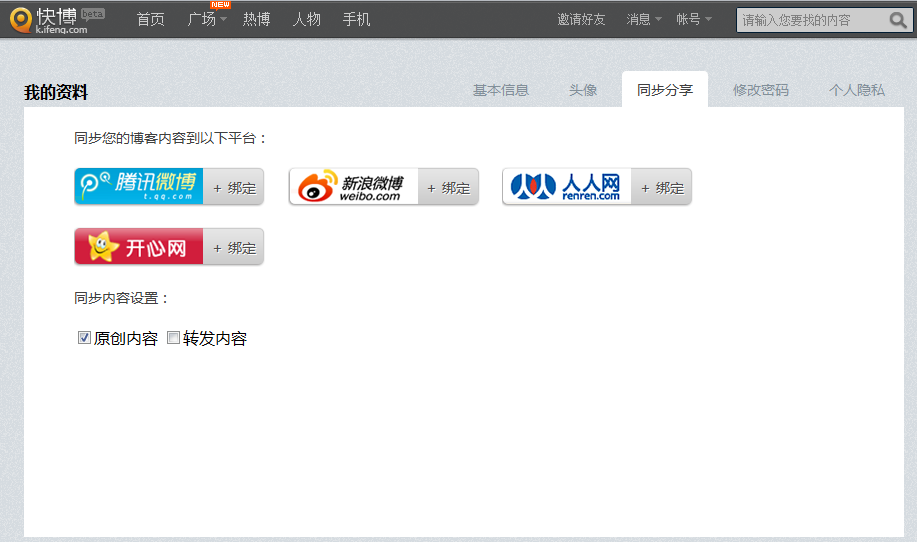 快博 beta
k.ifeng.com
首页 广场 NEW 热博 人物 手机 邀请好友 消息 帐号 请输入您要找的内容
我的资料 基本信息 头像 同步分享 修改密码 个人隐私
同步您的博客内容到以下平台：
腾讯微博 t.qq.com + 绑定 新浪微博 weibo.com + 绑定 人人网 renren.com + 绑定
开心网 + 绑定
同步内容设置：
原创内容 转发内容